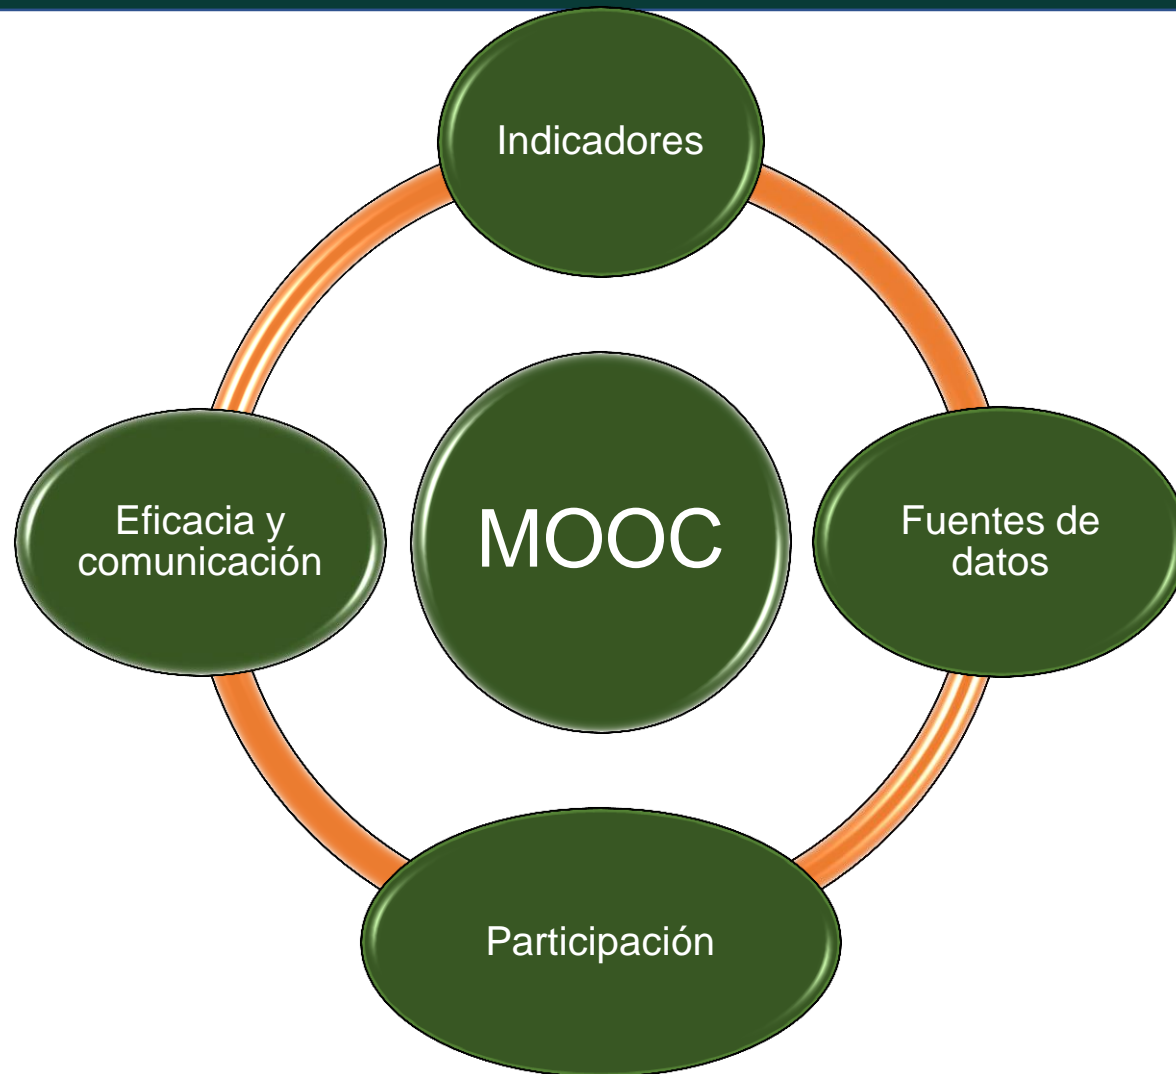 Indicadores
Eficacia y
comunicación
MOOC
Fuentes de
datos
Participación